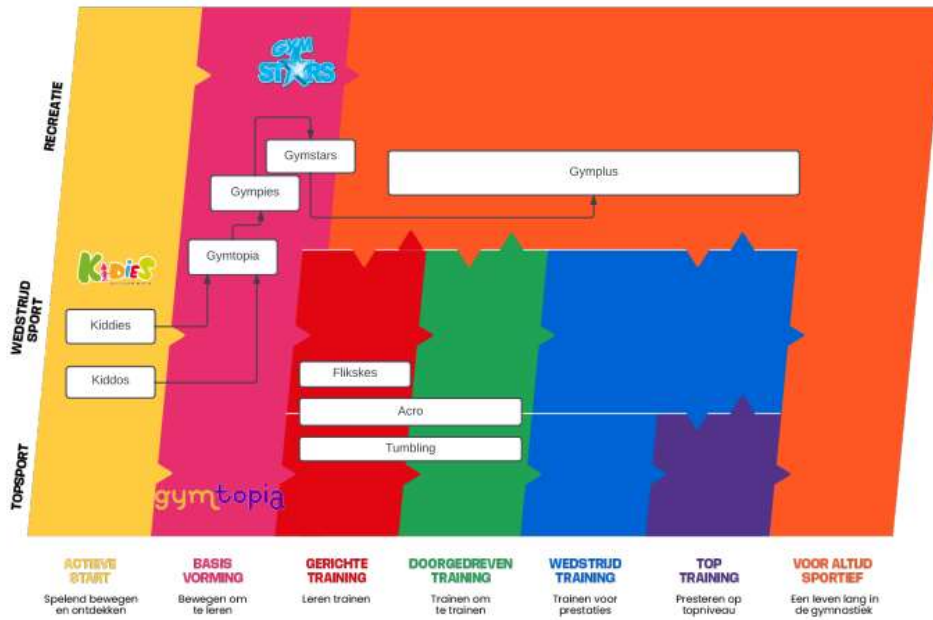 GYM
STARS
RECREATIE
Gymstars
Gymplus
Gympies
Gymtopia
KiDieS
WEDSTRIJD
SPORT
Kiddies
Kiddos
Flikskes
Acro
Tumbling
TOPSPORT
gymtopia
ACTIEVE
START
Spelend bewegen
en ontdekken
BASIS
VORMING
Bewegen om
te leren
GERICHTE
TRAINING
Leren trainen
DOORGEDREVEN
TRAINING
Trainen om
te trainen
WEDSTRIJD
TRAINING
Trainen voor
prestaties
TOP
TRAINING
Presteren op
topniveau
VOOR ALTIJD
SPORTIEF
Een leven lang in
de gymnastiek